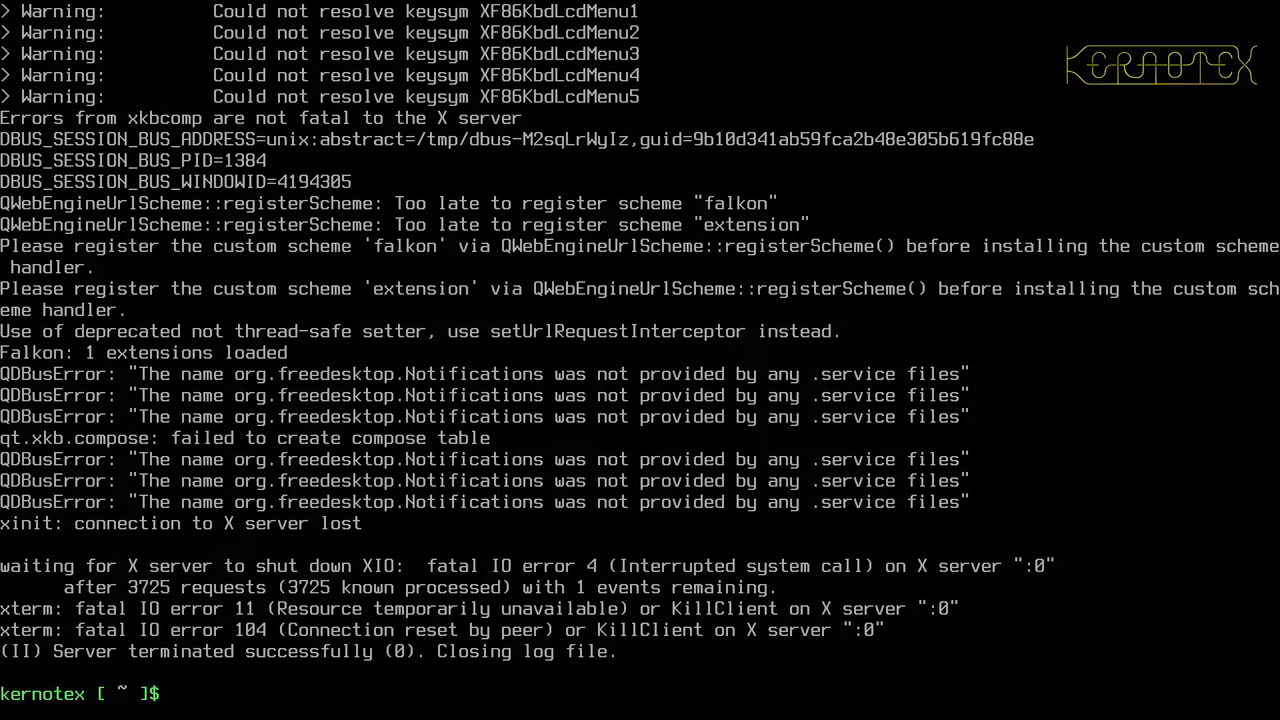 > Warning:          Could not resolve keysym XF86KbdLcdMenu1
> Warning:          Could not resolve keysym XF86KbdLcdMenu2
KERNOTEX
> Warning:          Could not resolve keysym XF86KbdLcdMenu3
> Warning:          Could not resolve keysym XF86KbdLcdMenu4
> Warning:          Could not resolve keysym XF86KbdLcdMenu5
Errors from xkbcomp are not fatal to the X server
DBUS_SESSION_BUS_ADDRESS=unix:abstract=/tmp/dbus-M2sqLrWyIz,guid=9b10d341ab59fca2b48e305b619fc88e
DBUS_SESSION_BUS_PID=1384
DBUS_SESSION_BUS_WINDOWID=4194305
QWebEngineUrlScheme::registerScheme: Too late to register scheme "falkon"
QWebEngineUrlScheme::registerScheme: Too late to register scheme "extension"
Please register the custom scheme 'falkon' via QWebEngineUrlScheme::registerScheme() before installing the custom scheme
 handler.
Please register the custom scheme 'extension' via QWebEngineUrlScheme::registerScheme() before installing the custom sch
eme handler.
Use of deprecated not thread-safe setter, use setUrlRequestInterceptor instead.
Falkon: 1 extensions loaded
QDBusError: "The name org.freedesktop.Notifications was not provided by any .service files"
QDBusError: "The name org.freedesktop.Notifications was not provided by any .service files"
QDBusError: "The name org.freedesktop.Notifications was not provided by any .service files"
qt.xkb.compose: failed to create compose table
QDBusError: "The name org.freedesktop.Notifications was not provided by any .service files"
QDBusError: "The name org.freedesktop.Notifications was not provided by any .service files"
QDBusError: "The name org.freedesktop.Notifications was not provided by any .service files"
xinit: connection to X server lost
waiting for X server to shut down XIO:  fatal IO error 4 (Interrupted system call) on X server ":0"
      after 3725 requests (3725 known processed) with 1 events remaining.
xterm: fatal IO error 11 (Resource temporarily unavailable) or KillClient on X server ":0"
xterm: fatal IO error 104 (Connection reset by peer) or KillClient on X server ":0"
(II) Server terminated successfully (0). Closing log file.
kernotex [ ~ ]$